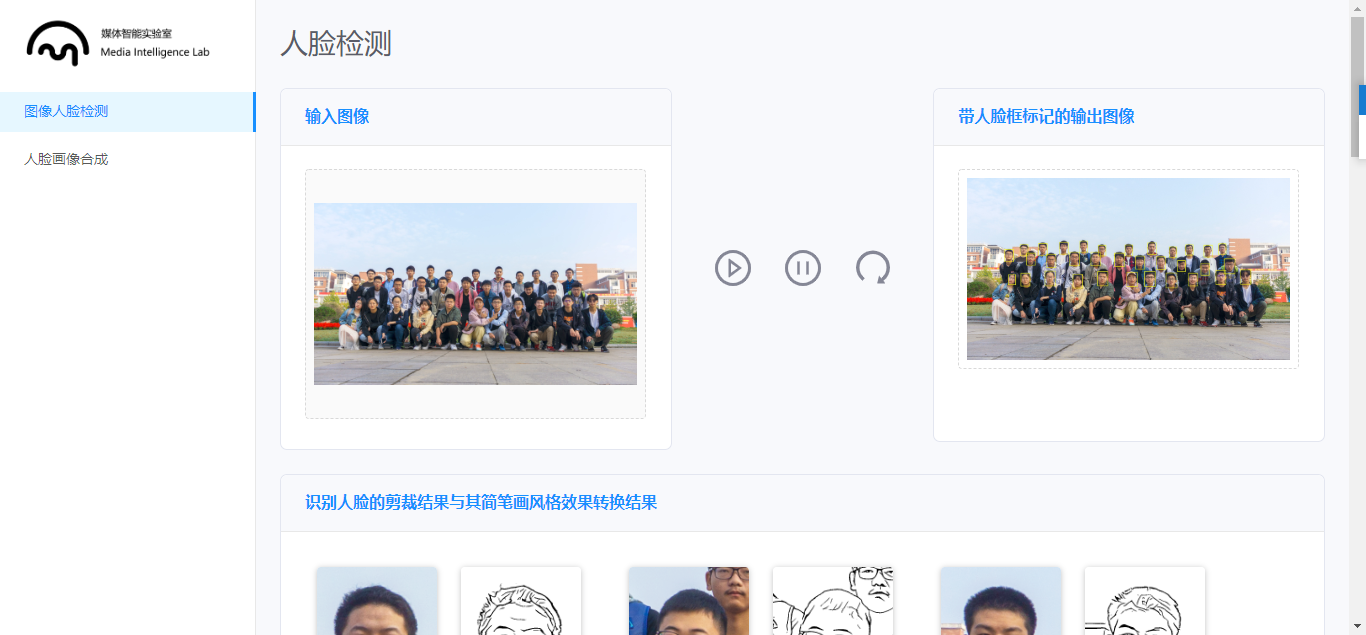 媒体智能实验室
Media Intelligence Lab
图像人脸检测
人脸画像合成
人脸检测
输入图像
带人脸框标记的输出图像
识别人脸的剪裁结果与其简笔画风格效果转换结果